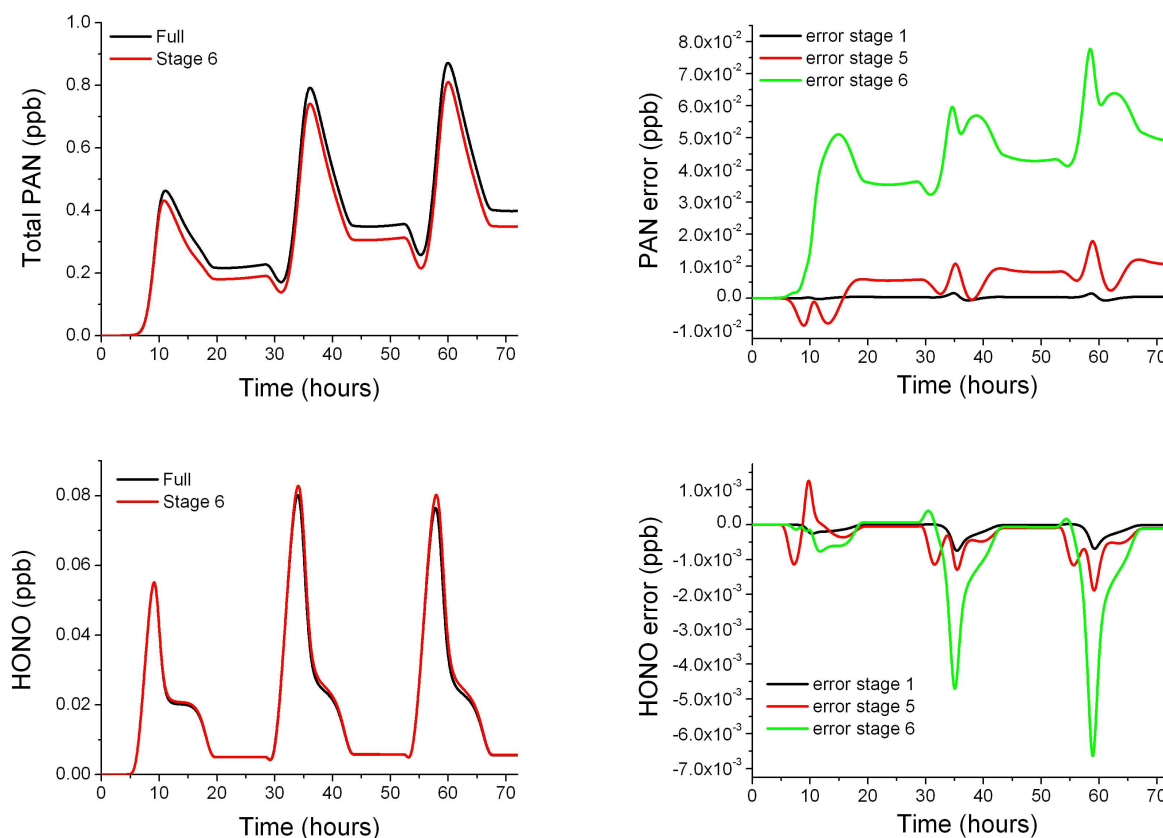 Full
Stage 6
1.0
0.8
0.6
0.4
0.2
0.0
Total PAN (ppb)
0 10 20 30 40 50 60 70
Time (hours)
error stage 1
error stage 5
error stage 6
8.0x10-2
7.0x10-2
6.0x10-2
5.0x10-2
4.0x10-2
3.0x10-2
2.0x10-2
1.0x10-2
0.0
-1.0x10-2
PAN error (ppb)
0 10 20 30 40 50 60 70
Time (hours)
Full
Stage 6
0.08
0.06
0.04
0.02
0.00
HONO (ppb)
0 10 20 30 40 50 60 70
Time (hours)
1.0x10-3
0.0
-1.0x10-3
-2.0x10-3
-3.0x10-3
-4.0x10-3
-5.0x10-3
-6.0x10-3
-7.0x10-3
HONO error (ppb)
error stage 1
error stage 5
error stage 6
0 10 20 30 40 50 60 70
Time (hours)